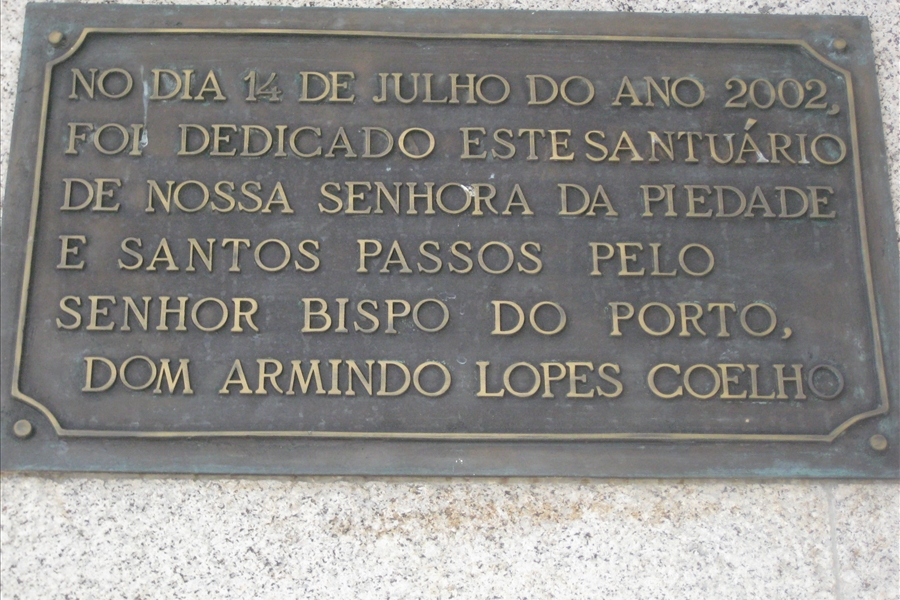 NO DIA 14 DE JULHO DO ANO 2002,
FOI DEDICADO ESTE SANTUÁRIO
DE NOSSA SENHORA DA PIEDADE
E SANTOS PASSOS PELO
SENHOR BISPO DO PORTO,
DOM ARMINDO LOPES COELHO